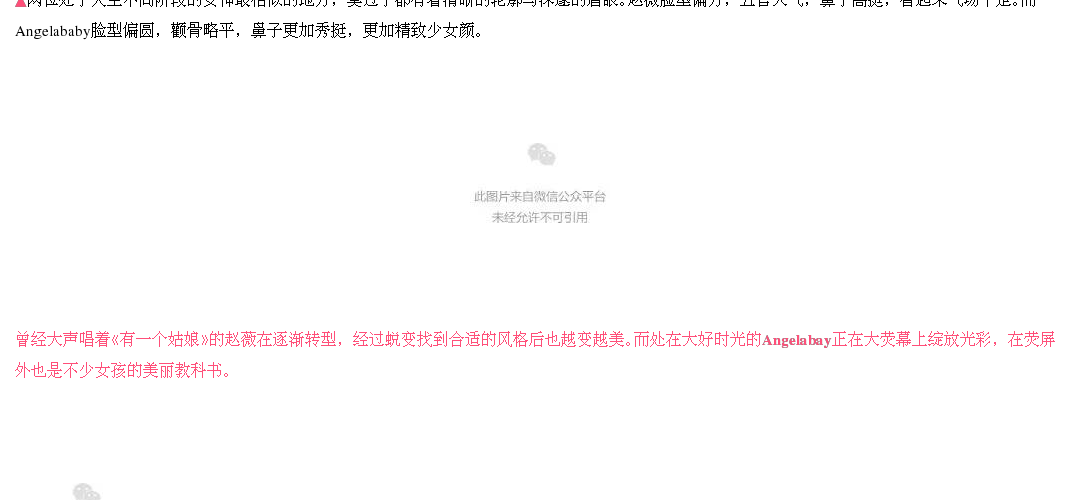 Angelababy脸型偏圆，颧骨略平，鼻子更加秀挺，更加精致少女颜。
此图片来自微信公众平台
未经允许不可引用
曾经大声唱着《有一个姑娘》的赵薇在逐渐转型，经过蜕变找到合适的风格后也越变越美。而处在大好时光的Angelabay正在大荧幕上绽放光彩，在荧屏
外也是不少女孩的美丽教科书。